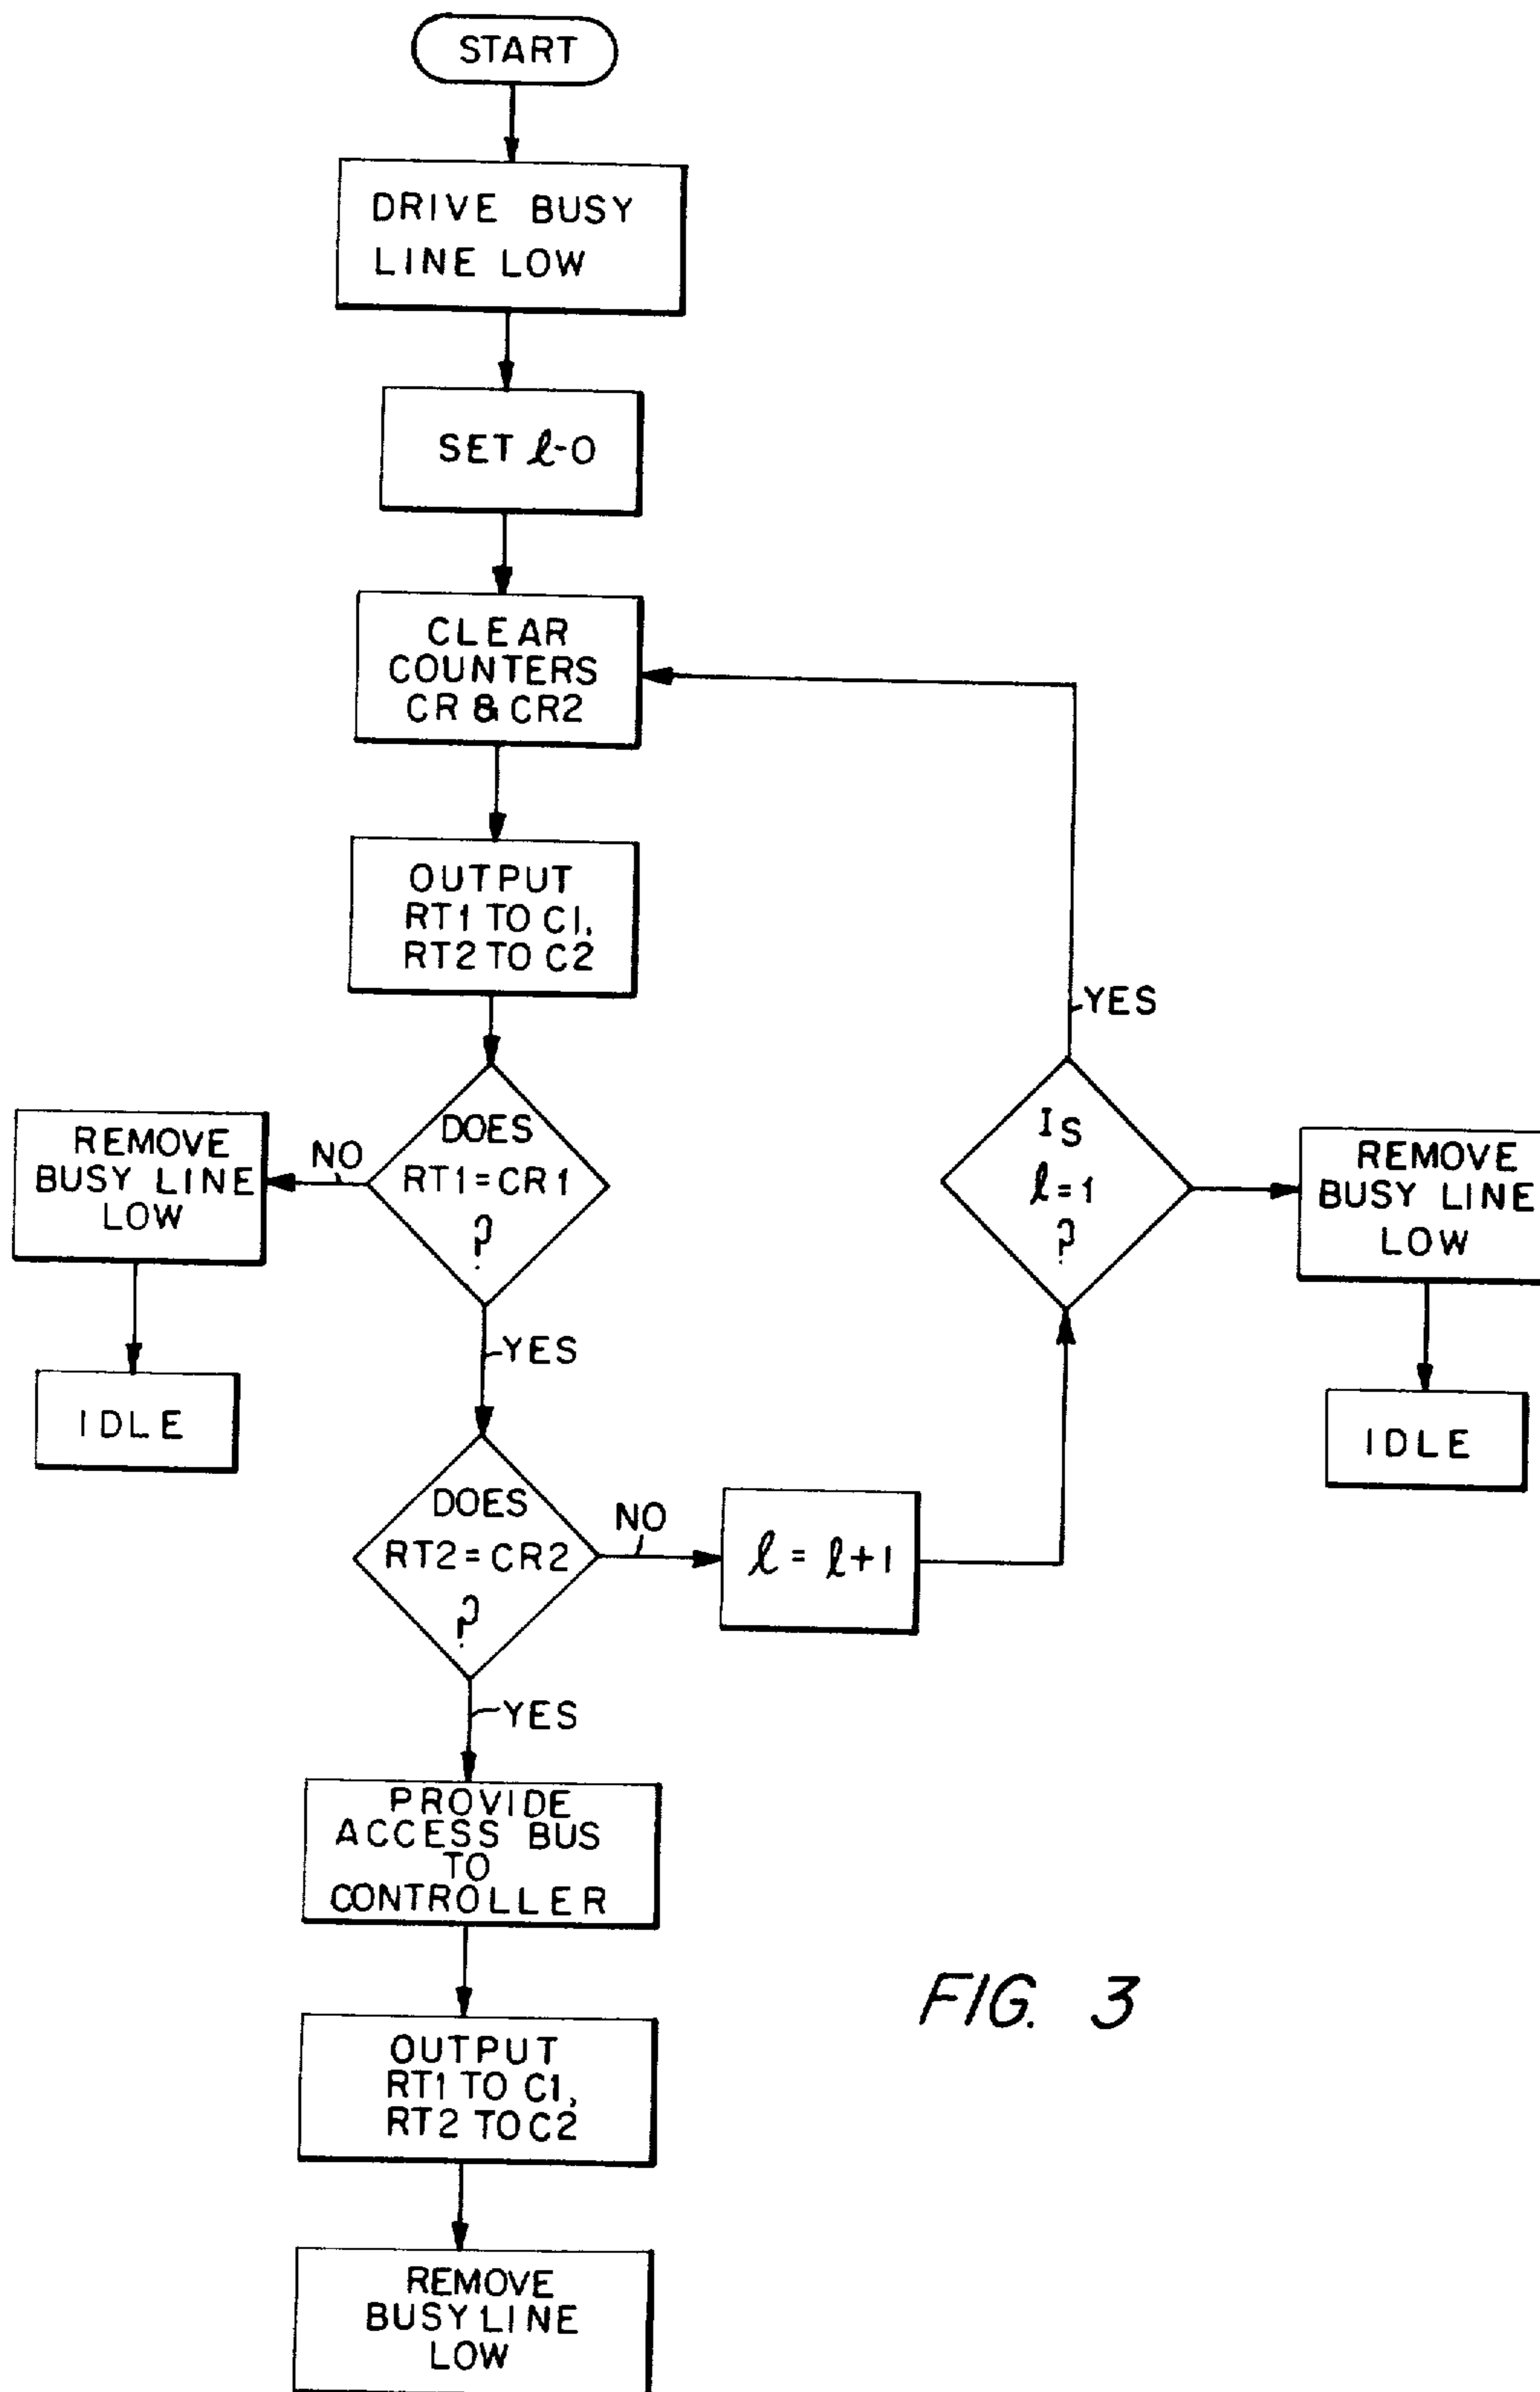 START
DRIVE BUSY
LINE LOW
SET ℓ-0
CLEAR
COUNTERS
CR & CR2
OUTPUT
RT1 TO C1,
RT2 TO C2
DOES
RT1 = CR1
?
NO
REMOVE
BUSY LINE
LOW
IDLE
YES
DOES
RT2 = CR2
?
NO
ℓ = ℓ+1
IS
ℓ=1
?
YES
REMOVE
BUSY LINE
LOW
IDLE
YES
PROVIDE
ACCESS BUS
TO
CONTROLLER
OUTPUT
RT1 TO C1,
RT2 TO C2
REMOVE
BUSY LINE
LOW
FIG. 3